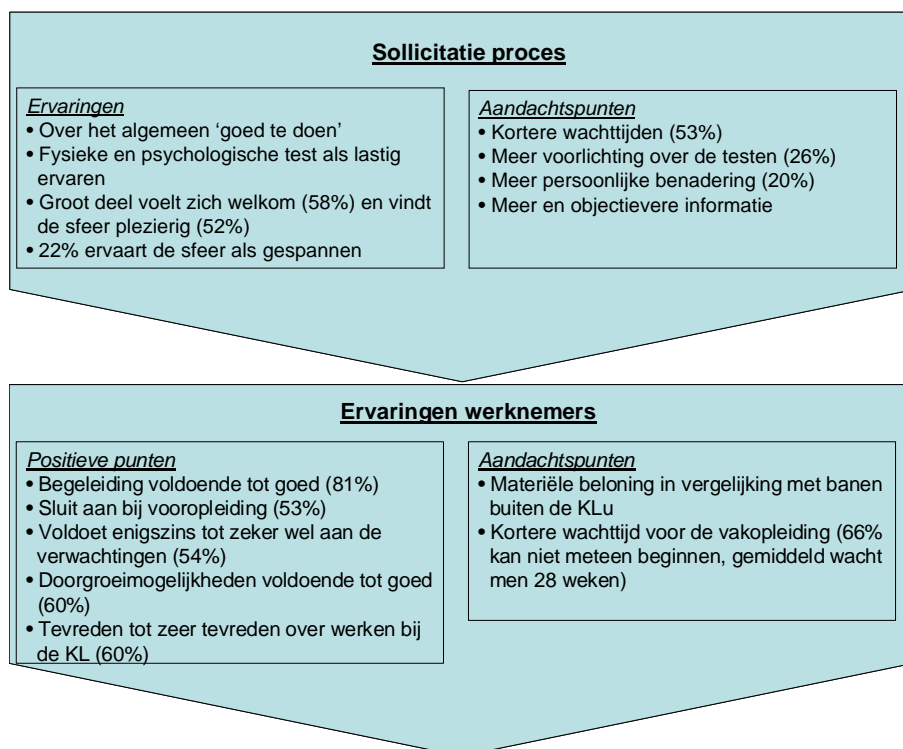 Sollicitatie proces
Ervaringen
• Over het algemeen ‘goed te doen’
• Fysieke en psychologische test als lastig
ervaren
• Groot deel voelt zich welkom (58%) en vindt
de sfeer plezierig (52%)
• 22% ervaart de sfeer als gespannen
Aandachtspunten
• Kortere wachttijden (53%)
• Meer voorlichting over de testen (26%)
• Meer persoonlijke benadering (20%)
• Meer en objectievere informatie
Ervaringen werknemers
Positieve punten
• Begeleiding voldoende tot goed (81%)
• Sluit aan bij vooropleiding (53%)
• Voldoet enigszins tot zeker wel aan de
verwachtingen (54%)
• Doorgroeimogelijkheden voldoende tot goed
(60%)
• Tevreden tot zeer tevreden over werken bij
de KL (60%)
Aandachtspunten
• Materiële beloning in vergelijking met banen
buiten de KLu
• Kortere wachttijd voor de vakopleiding (66%
kan niet meteen beginnen, gemiddeld wacht
men 28 weken)